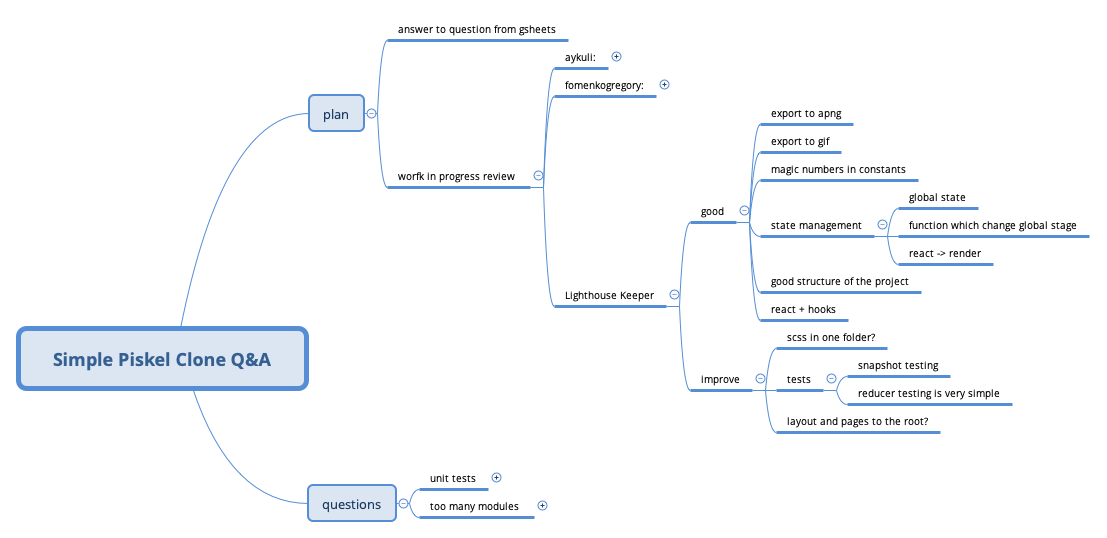 Simple Piskel Clone Q&A
plan
answer to question from gsheets
worfk in progress review
aykuli:
fomenkogregory:
Lighthouse Keeper
good
export to apng
export to gif
magic numbers in constants
state management
global state
function which change global stage
react -> render
good structure of the project
react + hooks
improve
scss in one folder?
tests
snapshot testing
reducer testing is very simple
layout and pages to the root?
questions
unit tests
too many modules